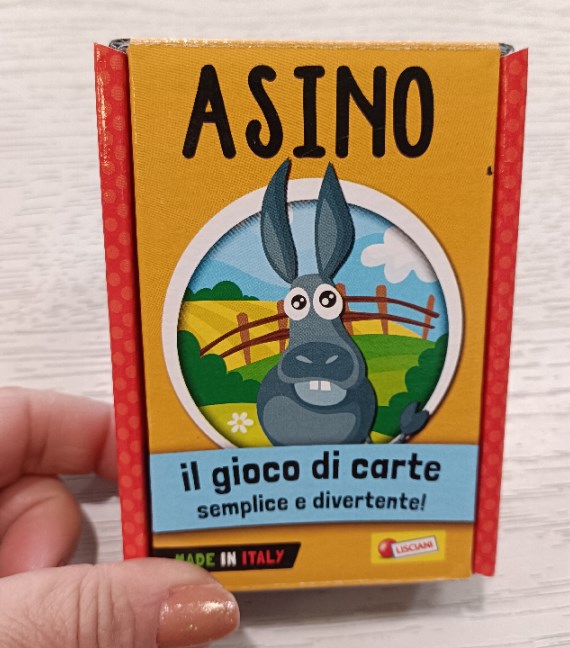 ASINO
il gioco di carte
semplice e divertente!
MADE IN ITALY
LISCIANI